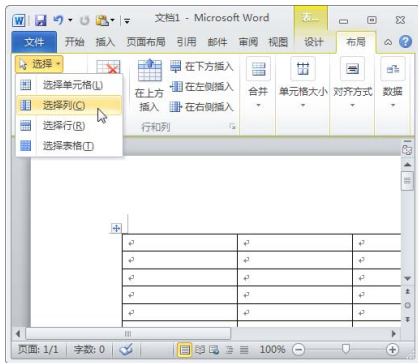 文档1 - Microsoft Word
表...
文件 开始 插入 页面布局 引用 邮件 审阅 视图 设计 布局
选择
在下方插入
选择单元格(L)
在左侧插入
在上方插入
合并 单元格大小 对齐方式 数据
选择列(C)
在右侧插入
选择行(R)
行和列
选择表格(T)
页面: 1/1 字数: 0 100%